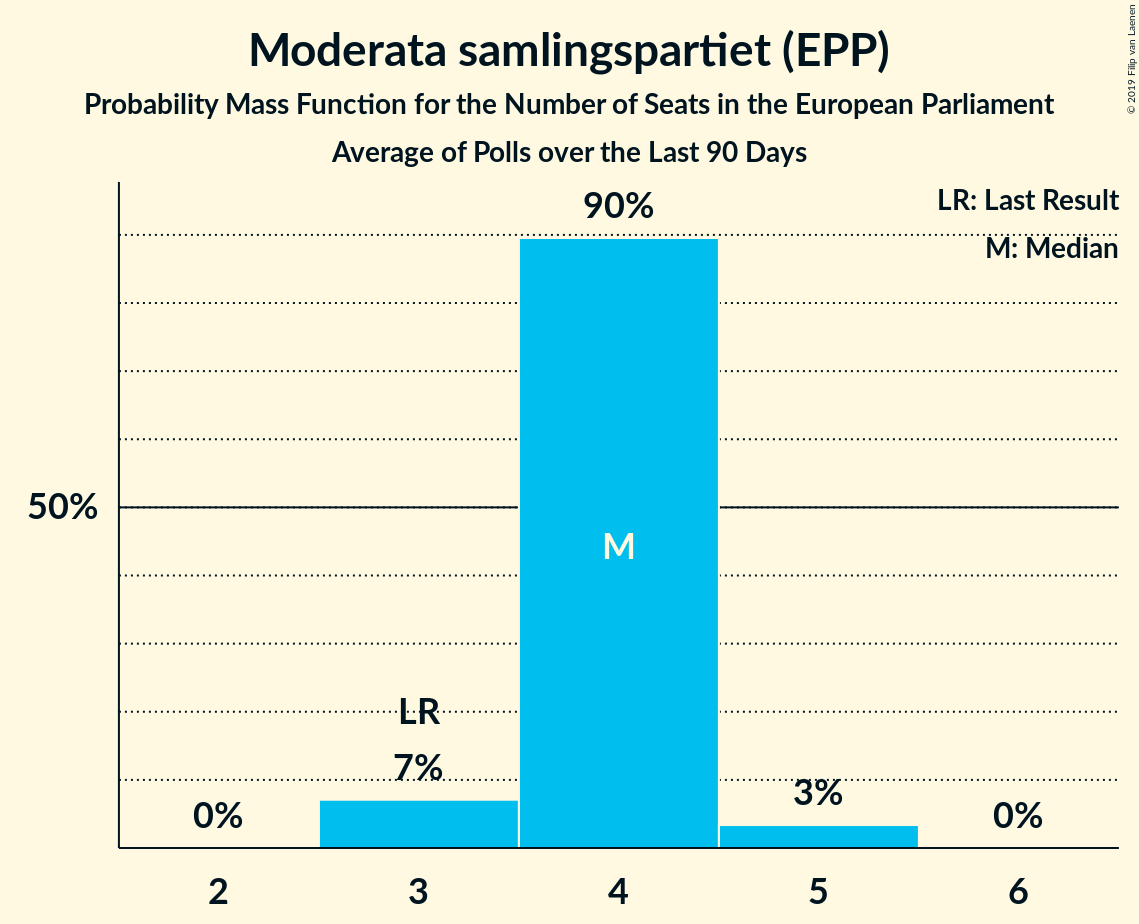 Moderata samlingspartiet (EPP)
Probability Mass Function for the Number of Seats in the European Parliament
Average of Polls over the Last 90 Days
© 2019 Filip van Laenen
LR: Last Result
M: Median
90%
50%
M
LR
7%
0%
3%
0%
2 3 4 5 6